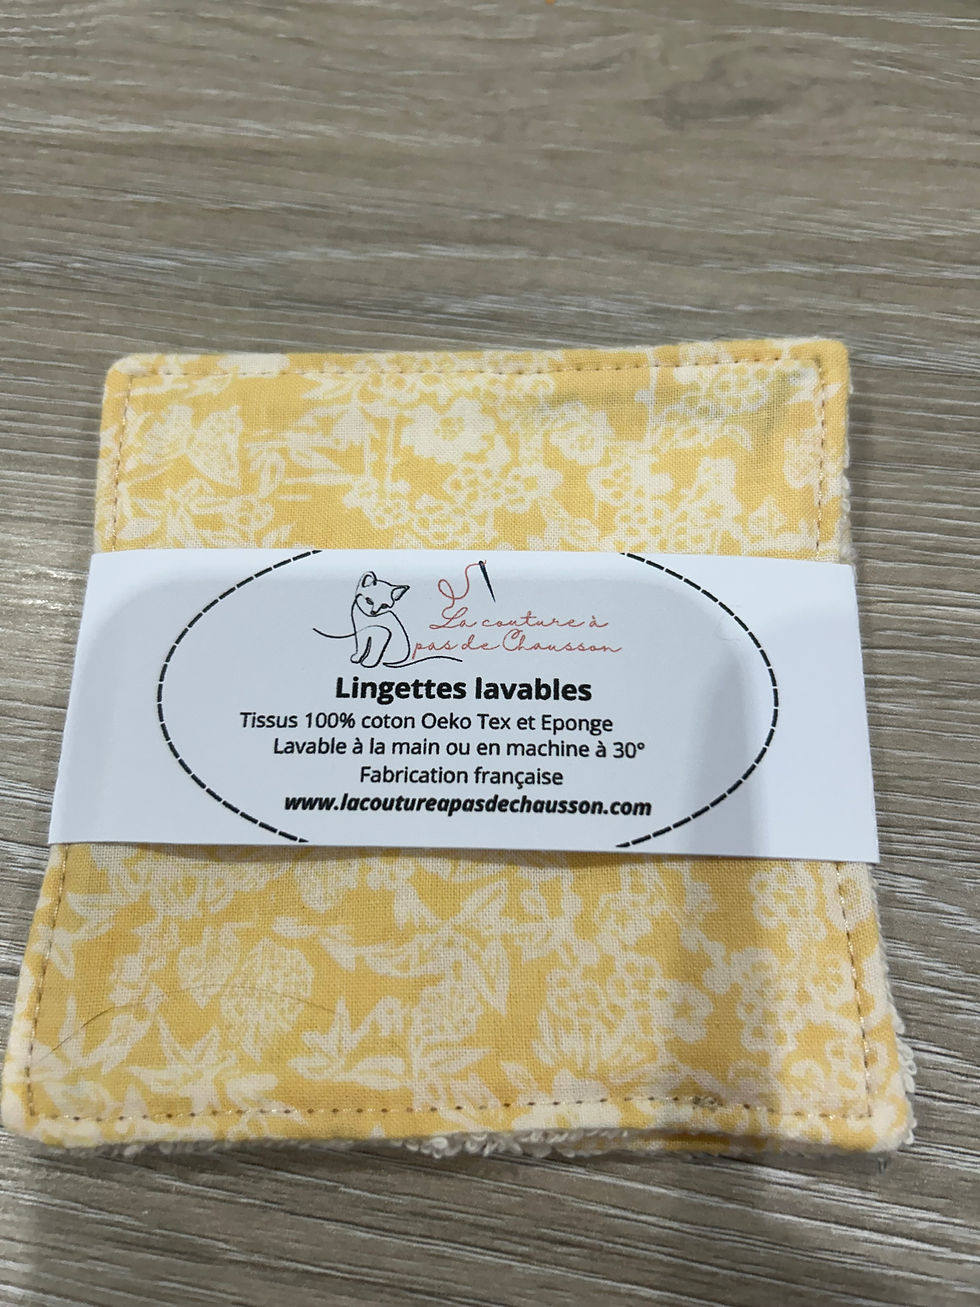 La couture à
pas de Chausson
Lingettes lavables
Tissus 100% coton Oeko Tex et Eponge
Lavable à la main ou en machine à 30°
Fabrication française
www.lacoutureapasdechausson.com